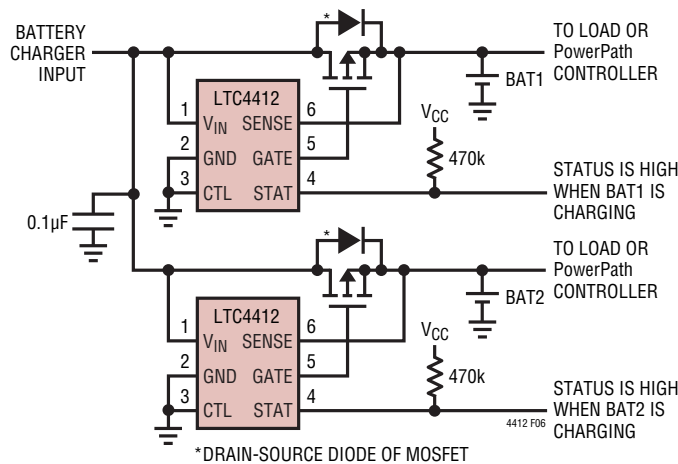 BATTERY
CHARGER
INPUT
*
TO LOAD OR
PowerPath
CONTROLLER
BAT1
LTC4412
1
VIN
SENSE
6
2
GND
GATE
5
3
CTL
STAT
4
VCC
470k
STATUS IS HIGH
WHEN BAT1 IS
CHARGING
0.1µF
*
TO LOAD OR
PowerPath
CONTROLLER
BAT2
LTC4412
1
VIN
SENSE
6
2
GND
GATE
5
3
CTL
STAT
4
VCC
470k
STATUS IS HIGH
WHEN BAT2 IS
CHARGING
4412 F06
*DRAIN-SOURCE DIODE OF MOSFET